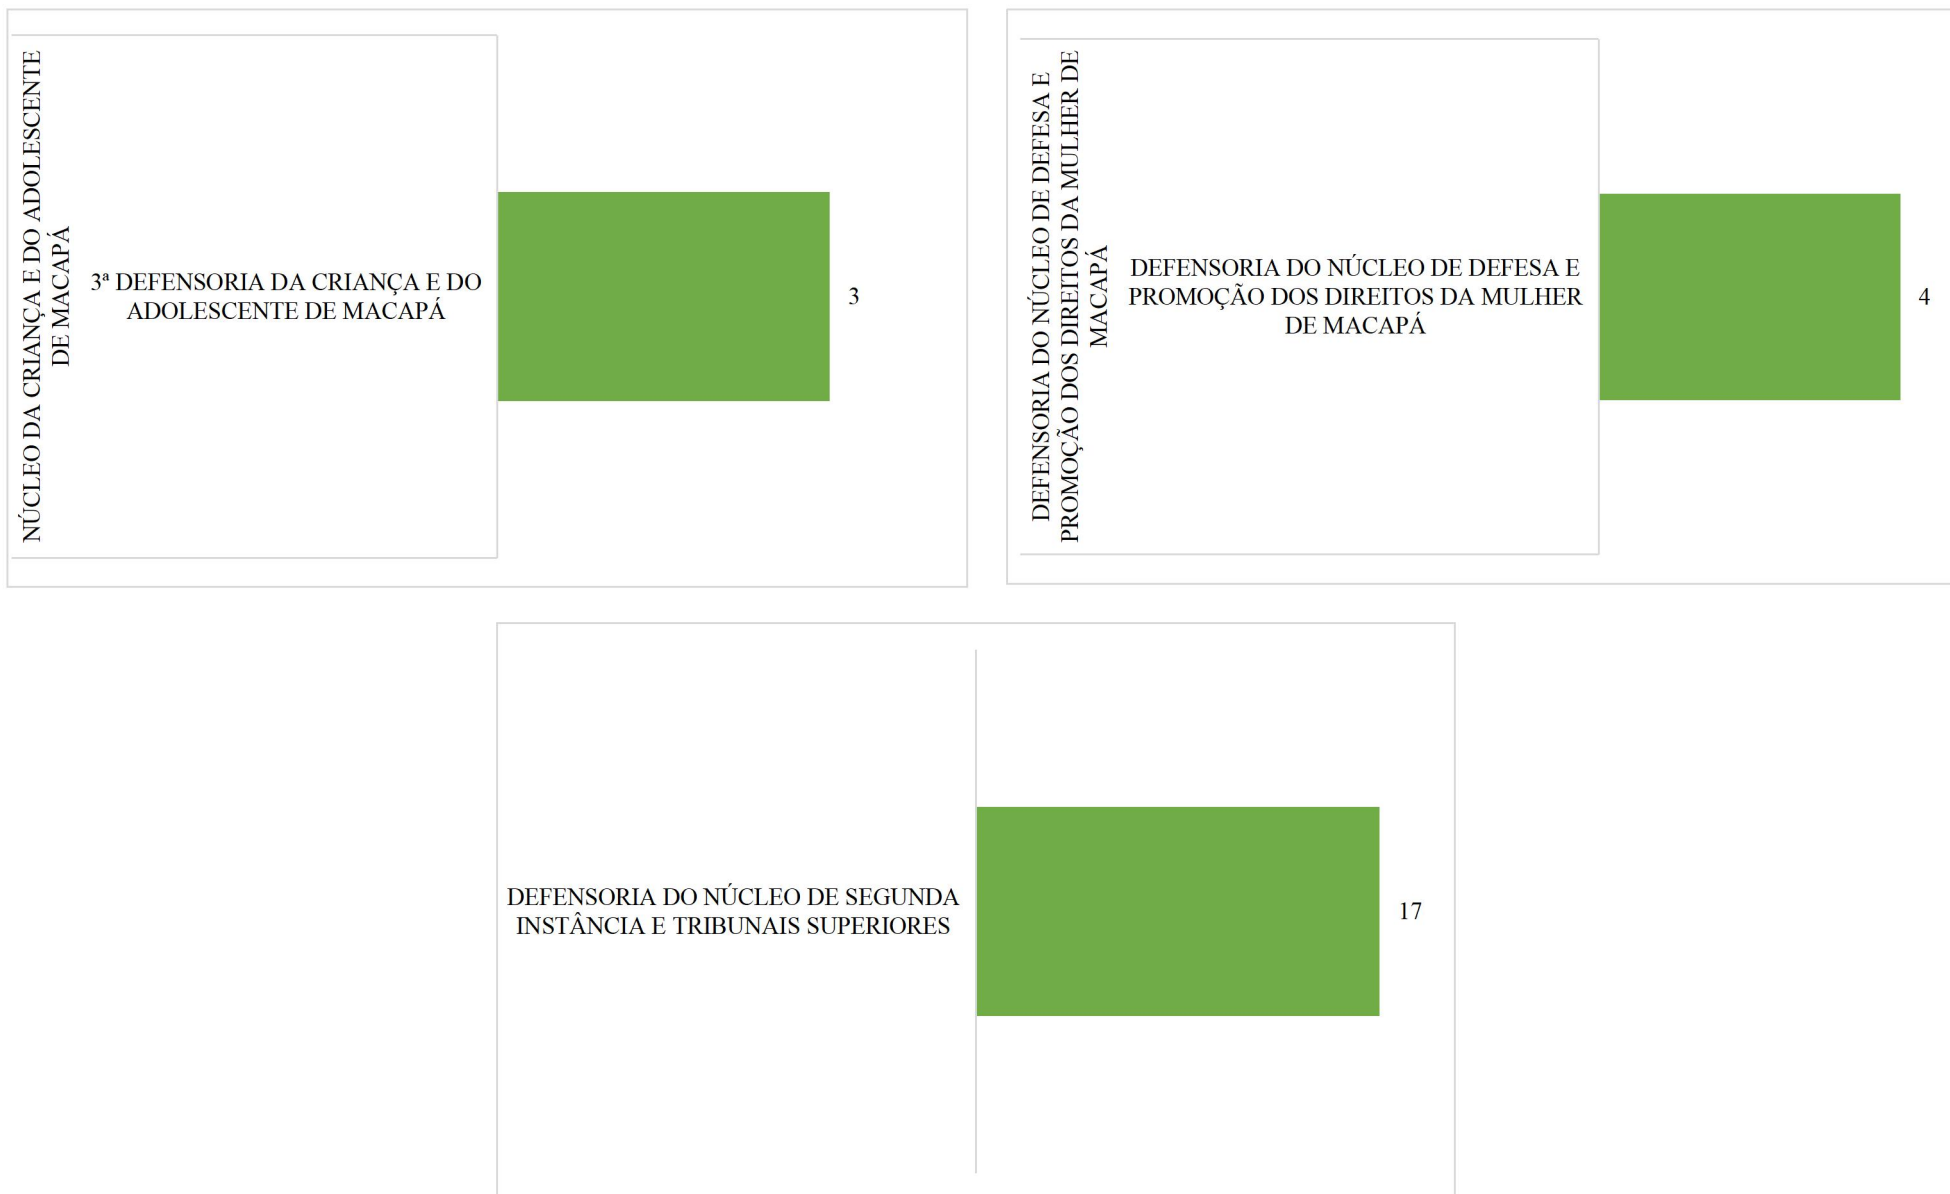 NÚCLEO DA CRIANÇA E DO ADOLESCENTE
DE MACAPÁ
3ª DEFENSORIA DA CRIANÇA E DO
ADOLESCENTE DE MACAPÁ
3
DEFENSORIA DO NÚCLEO DE DEFESA E
PROMOÇÃO DOS DIREITOS DA MULHER DE
MACAPÁ
DEFENSORIA DO NÚCLEO DE DEFESA E
PROMOÇÃO DOS DIREITOS DA MULHER
DE MACAPÁ
4
DEFENSORIA DO NÚCLEO DE SEGUNDA
INSTÂNCIA E TRIBUNAIS SUPERIORES
17